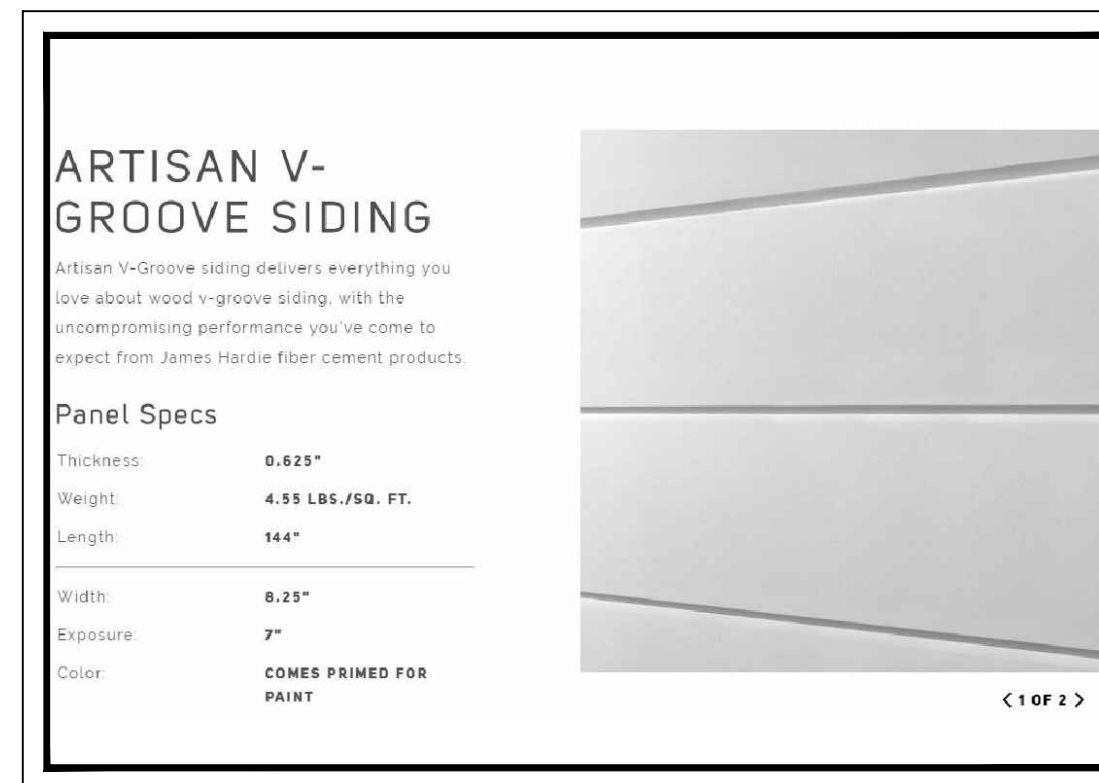 ARTISAN V-
GROOVE SIDING
Artisan V-Groove siding delivers everything you
love about wood v-groove siding, with the
uncompromising performance you've come to
expect from James Hardie fiber cement products.
Panel Specs
Thickness: 0.625"
Weight: 4.55 LBS./SQ. FT.
Length: 144"
Width: 8.25"
Exposure: 7"
Color: COMES PRIMED FOR
PAINT
< 1 OF 2 >